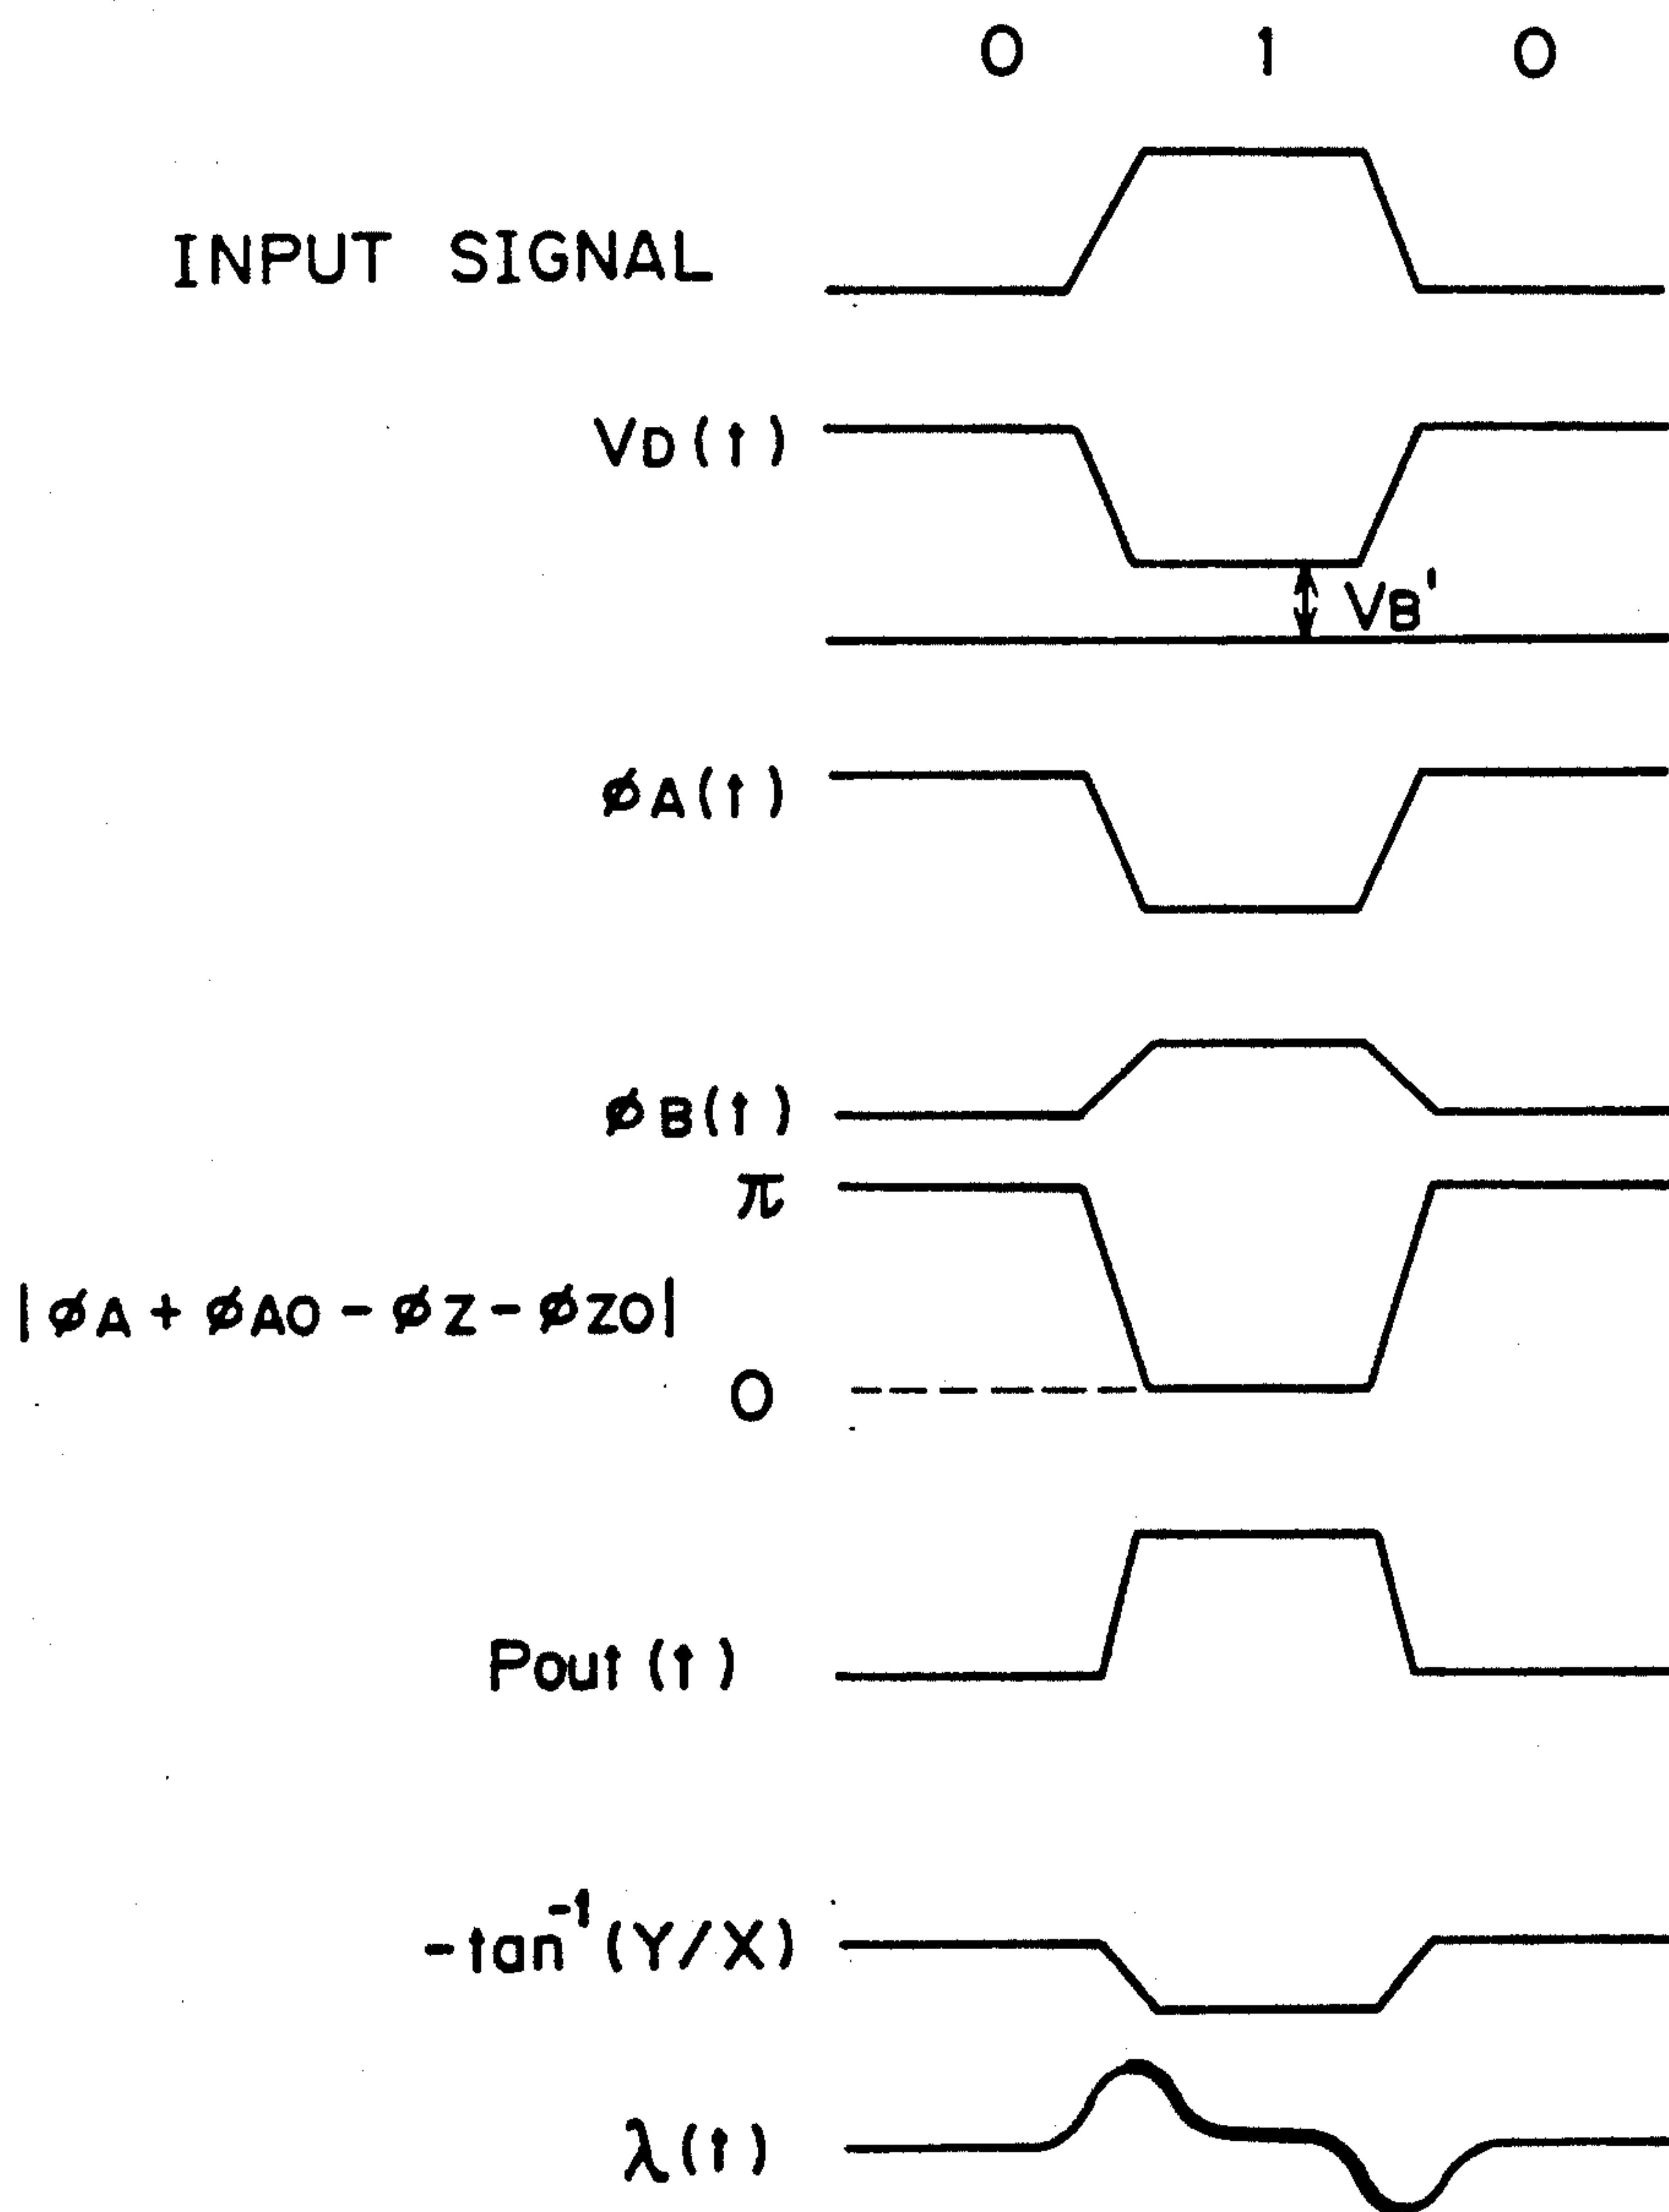 0 1 0
INPUT SIGNAL
VD(t)
VB'
øA(t)
øB(t)
π
|øA + øAO - øZ - øZO|
0
Pout(t)
-tan⁻¹(Y/X)
λ(t)